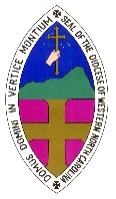 SEAL OF THE DIOCESE OF WESTERN NORTH CAROLINA
DOMUS DOMINI IN VERTICE MONTIUM